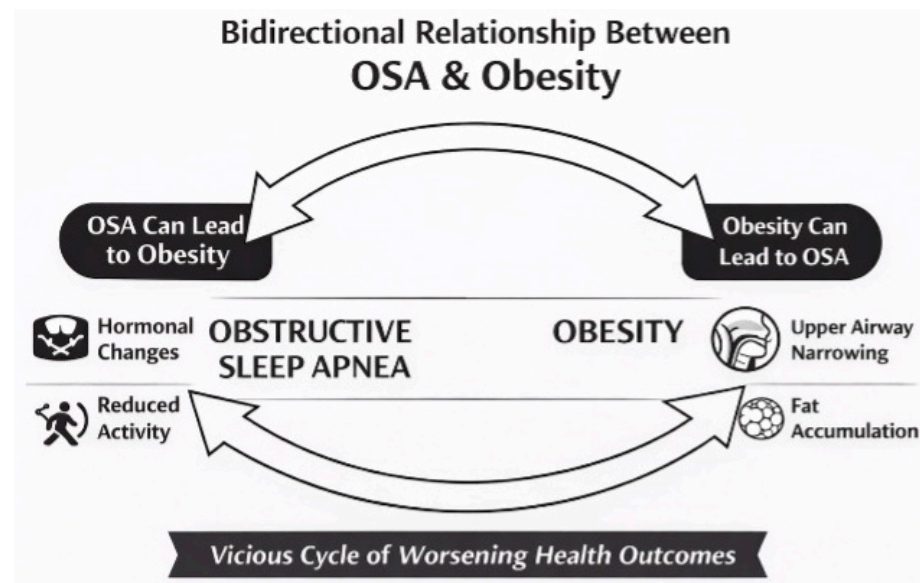 Bidirectional Relationship Between
OSA & Obesity
OSA Can Lead
to Obesity
Obesity Can
Lead to OSA
Hormonal
Changes
OBSTRUCTIVE
SLEEP APNEA
OBESITY
Upper Airway
Narrowing
Reduced
Activity
Fat
Accumulation
Vicious Cycle of Worsening Health Outcomes